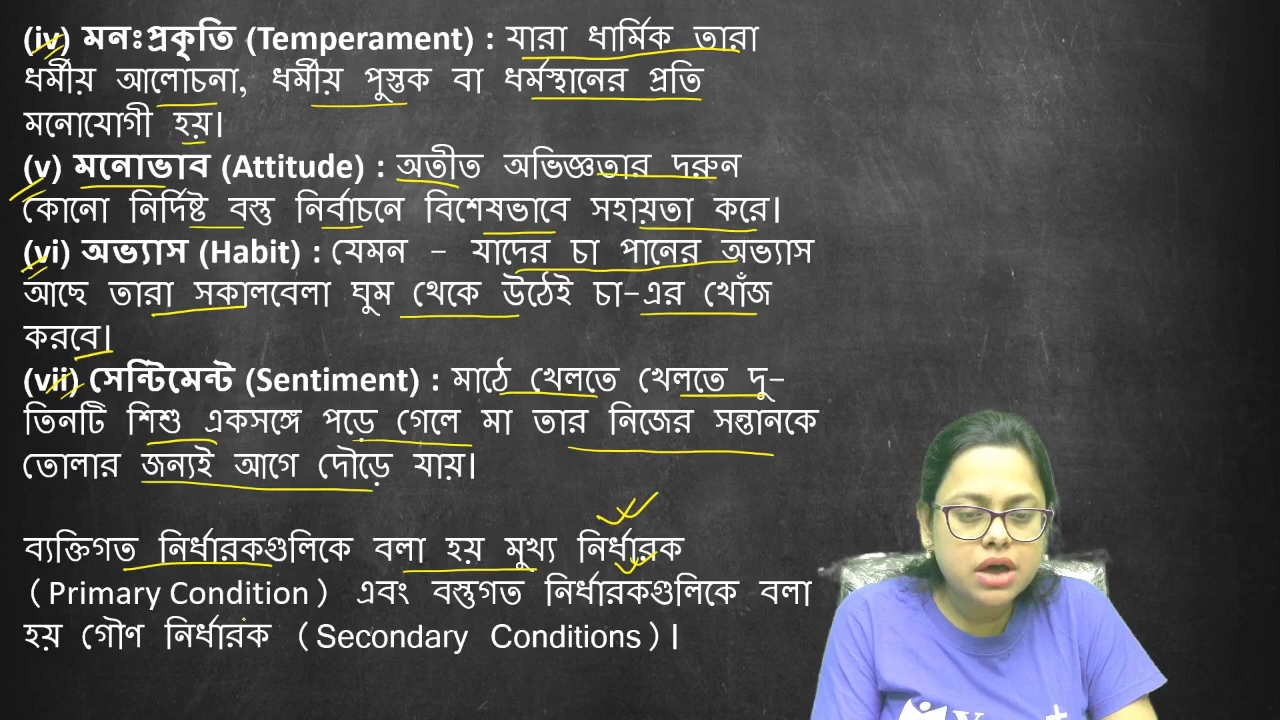 (iv) মনঃপ্রকৃতি (Temperament) : যারা ধার্মিক তারা
ধর্মীয় আলোচনা, ধর্মীয় পুস্তক বা ধর্মস্থানের প্রতি
মনোযোগী হয়।
(v) মনোভাব (Attitude) : অতীত অভিজ্ঞতার দরুন
কোনো নির্দিষ্ট বস্তু নির্বাচনে বিশেষভাবে সহায়তা করে।
(vi) অভ্যাস (Habit) : যেমন - যাদের চা পানের অভ্যাস
আছে তারা সকালবেলা ঘুম থেকে উঠেই চা-এর খোঁজ
করবে।
(vii) সেন্টিমেন্ট (Sentiment) : মাঠে খেলতে খেলতে দু-
তিনটি শিশু একসঙ্গে পড়ে গেলে মা তার নিজের সন্তানকে
তোলার জন্যই আগে দৌড়ে যায়।
ব্যক্তিগত নির্ধারকগুলিকে বলা হয় মুখ্য নির্ধারক
(Primary Condition) এবং বস্তুগত নির্ধারকগুলিকে বলা
হয় গৌণ নির্ধারক (Secondary Conditions)।